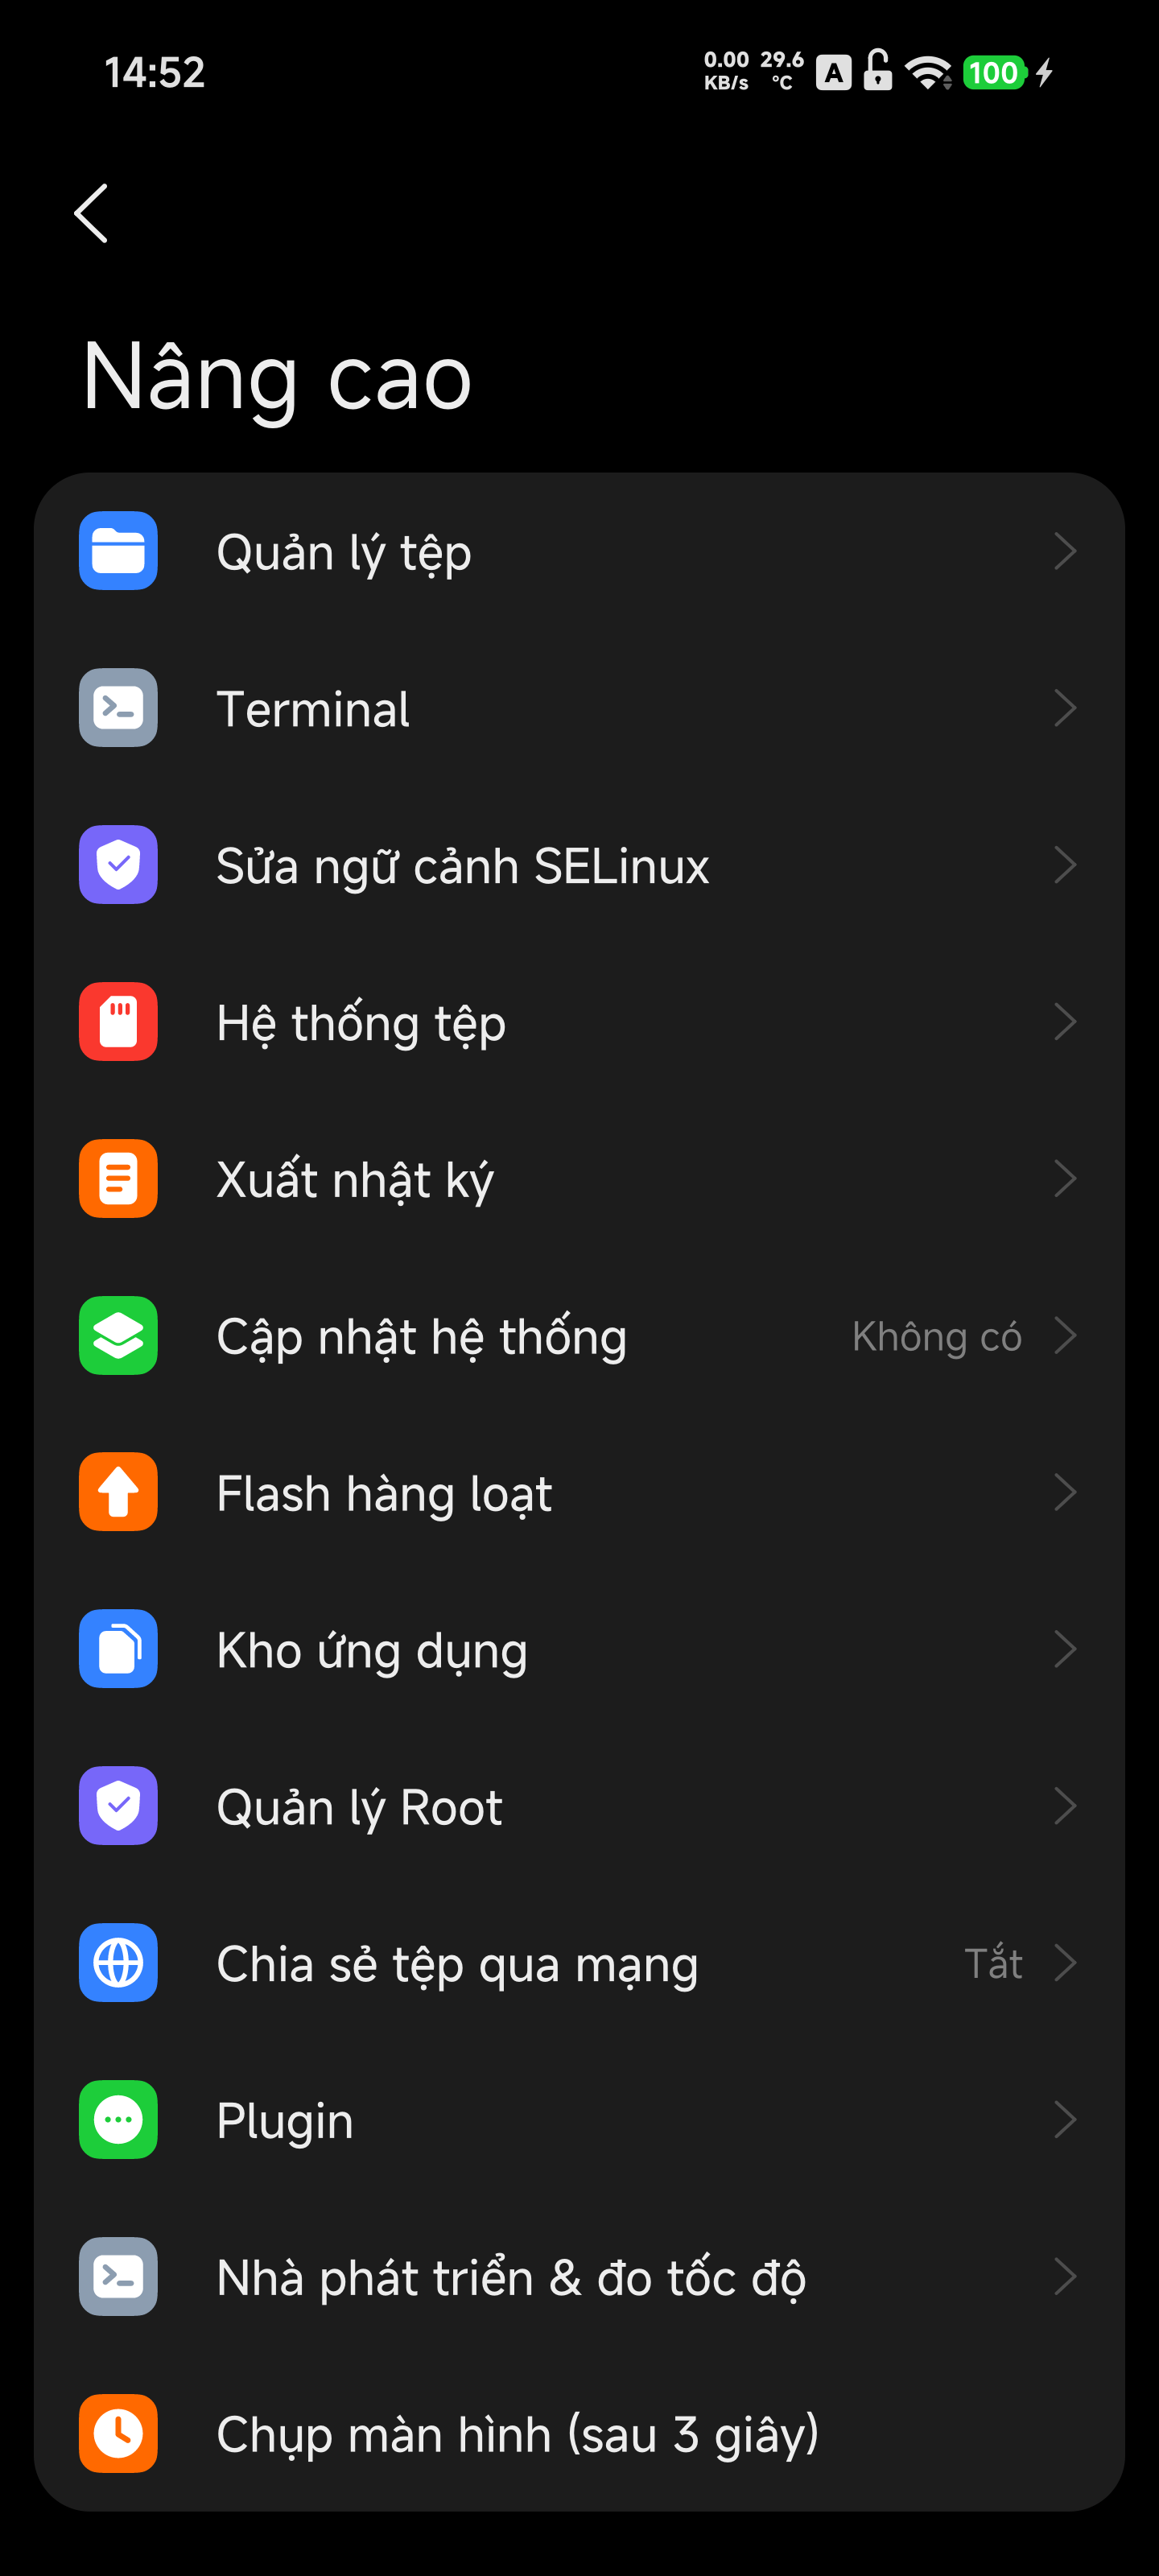 14:52
0.00 KB/s 29.6 °C A 100
Nâng cao
Quản lý tệp
Terminal
Sửa ngữ cảnh SELinux
Hệ thống tệp
Xuất nhật ký
Cập nhật hệ thống Không có
Flash hàng loạt
Kho ứng dụng
Quản lý Root
Chia sẻ tệp qua mạng Tắt
Plugin
Nhà phát triển & đo tốc độ
Chụp màn hình (sau 3 giây)